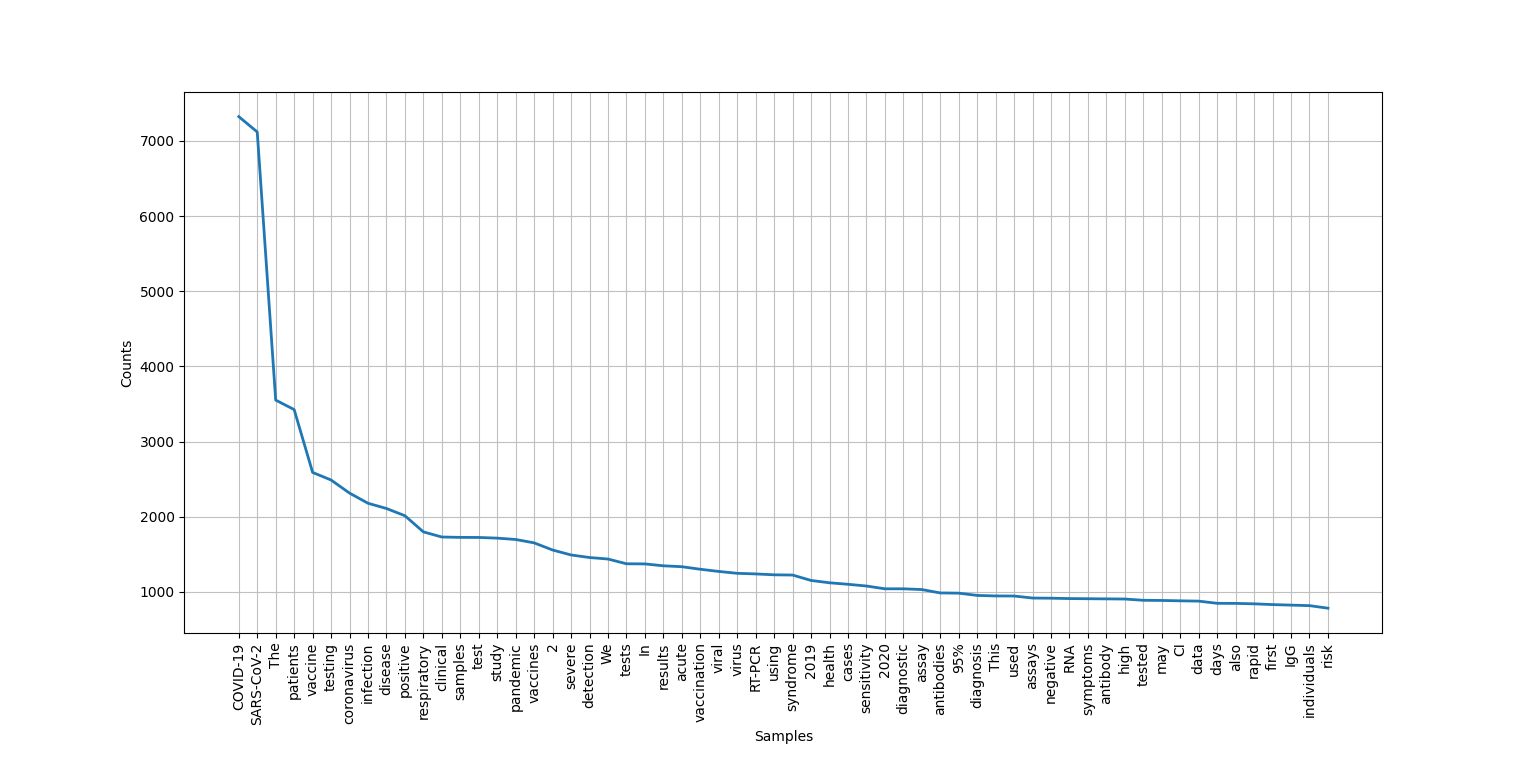 7000
6000
5000
4000
3000
2000
1000
Counts
COVID-19
SARS-CoV-2
The
patients
vaccine
testing
coronavirus
infection
disease
positive
respiratory
clinical
samples
test
study
pandemic
vaccines
2
severe
detection
We
tests
In
results
acute
vaccination
viral
virus
RT-PCR
using
syndrome
2019
health
cases
sensitivity
2020
diagnostic
assay
antibodies
95%
diagnosis
This
used
assays
negative
RNA
symptoms
antibody
high
tested
may
CI
data
days
also
rapid
first
IgG
individuals
risk
Samples